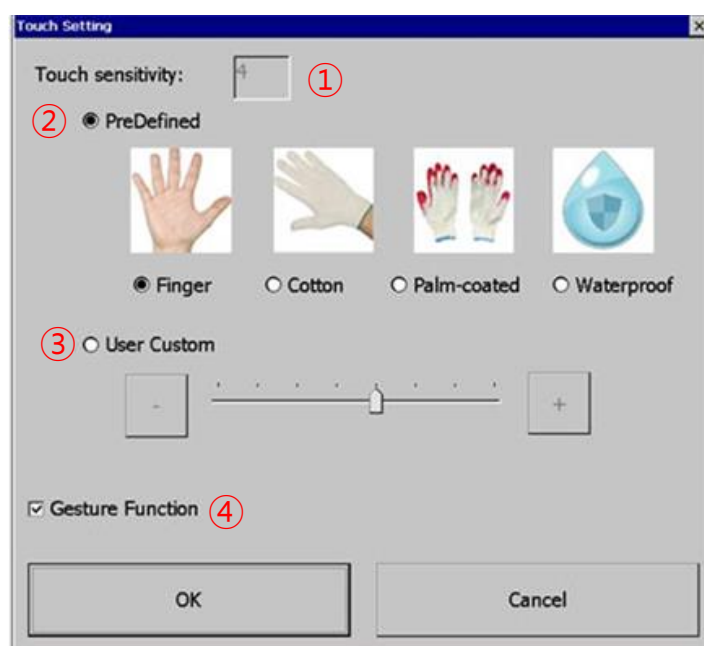 Touch Setting
Touch sensitivity: 4 ①
② PreDefined
Finger Cotton Palm-coated Waterproof
③ User Custom
- +
Gesture Function ④
OK Cancel